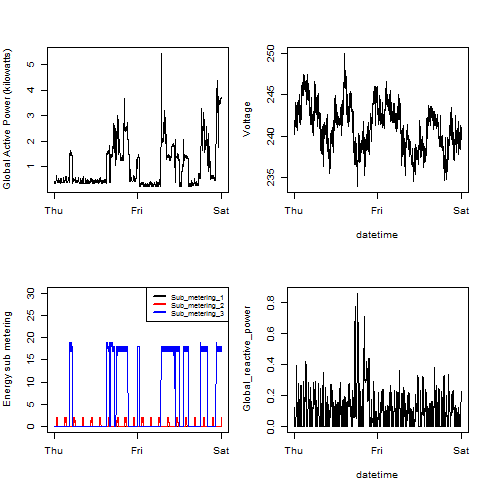 Global Active Power (kilowatts)
1 2 3 4 5
Thu Fri Sat
Voltage
235 240 245 250
Thu Fri Sat
datetime
Energy sub metering
0 5 10 15 20 25 30
Sub_metering_1
Sub_metering_2
Sub_metering_3
Thu Fri Sat
Global_reactive_power
0.0 0.2 0.4 0.6 0.8
Thu Fri Sat
datetime